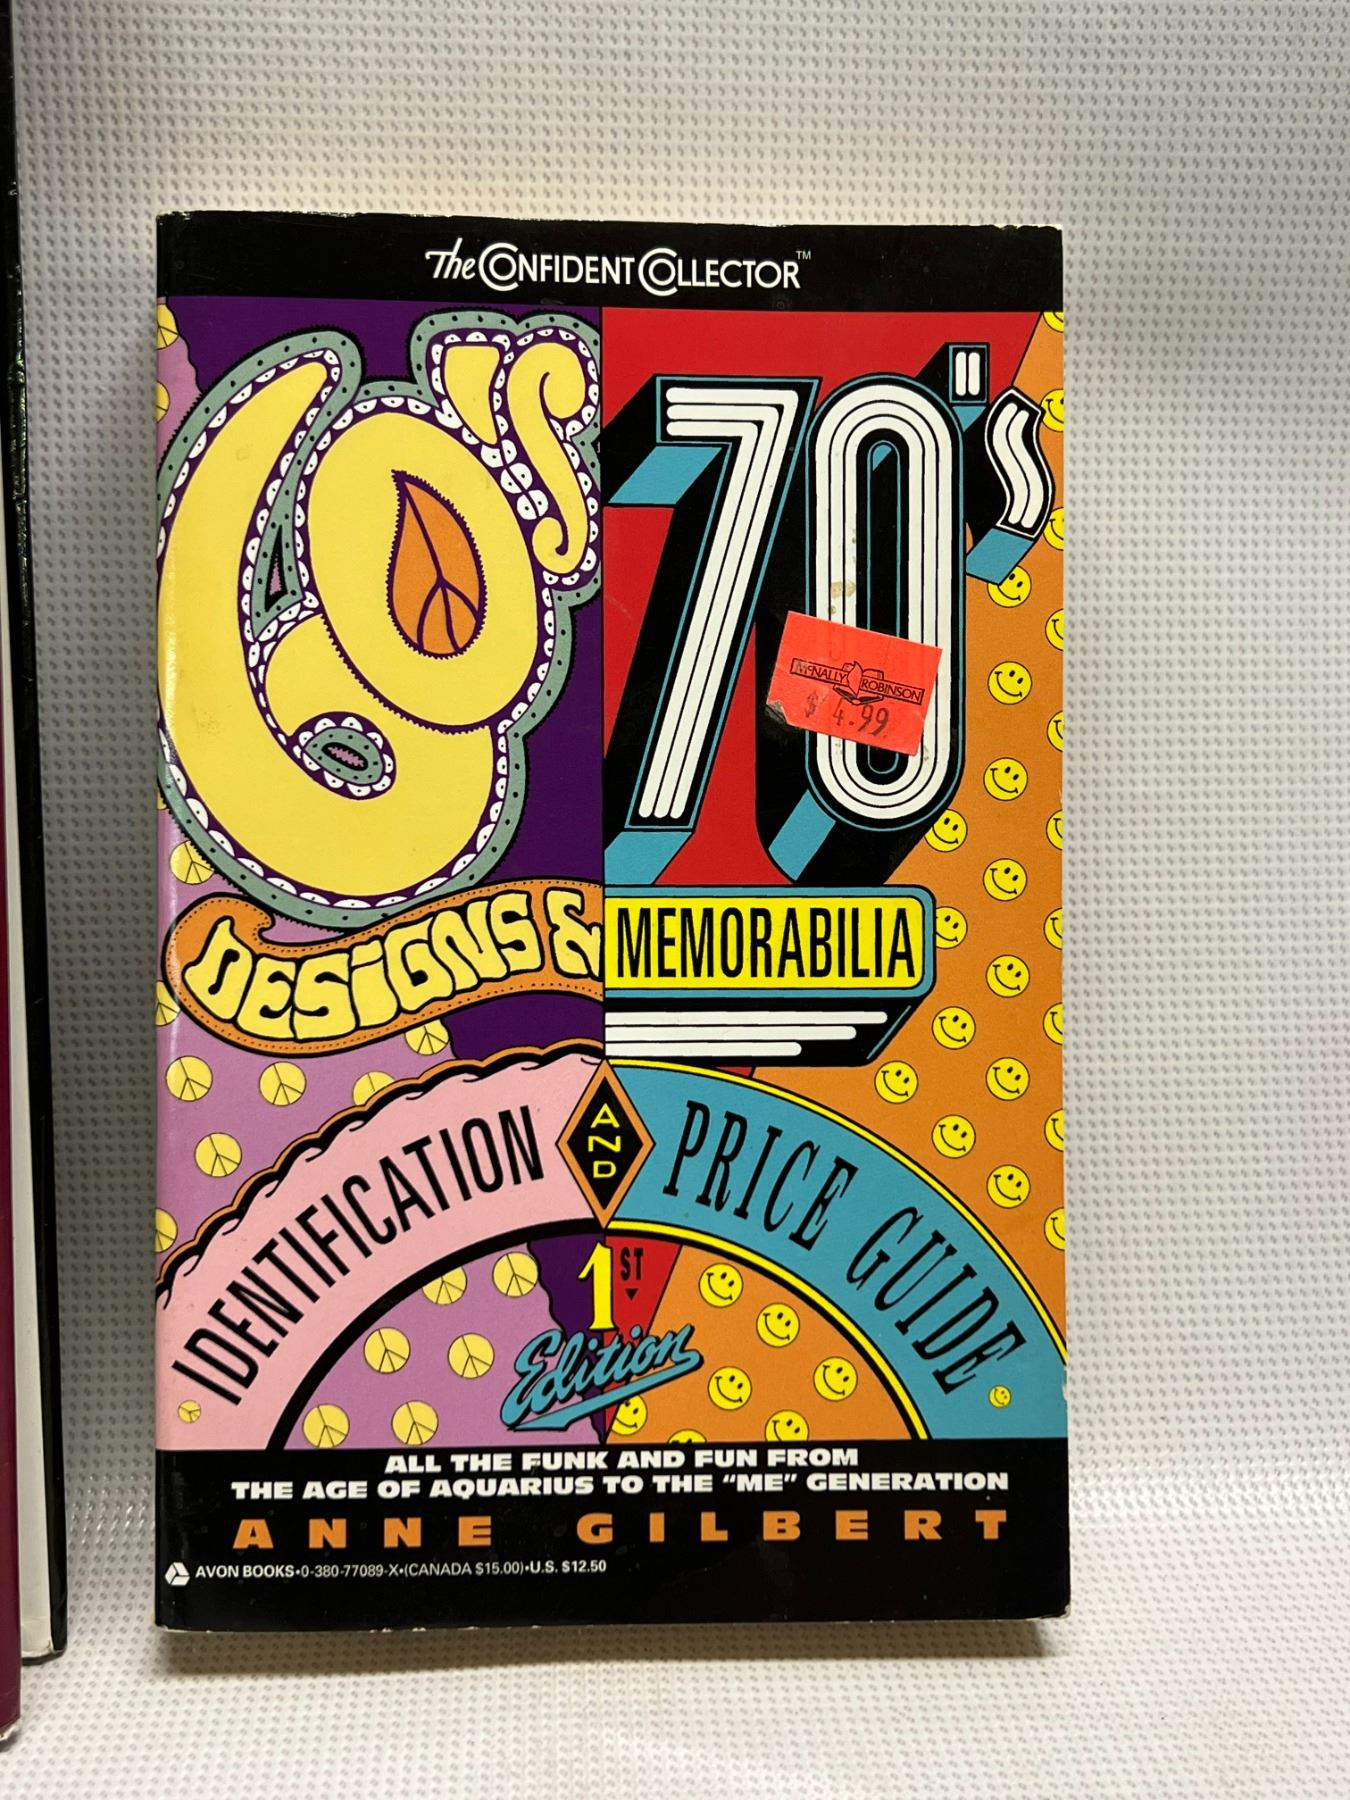 The CONFIDENT COLLECTOR™
60's
70"s
McNALLY ROBINSON
$ 4.99
DESiGNS &
MEMORABILIA
IDENTIFICATION
AND
PRICE GUIDE
1ST
Edition
ALL THE FUNK AND FUN FROM
THE AGE OF AQUARIUS TO THE "ME" GENERATION
ANNE GILBERT
AVON BOOKS•0-380-77089-X•(CANADA $15.00)•U.S. $12.50